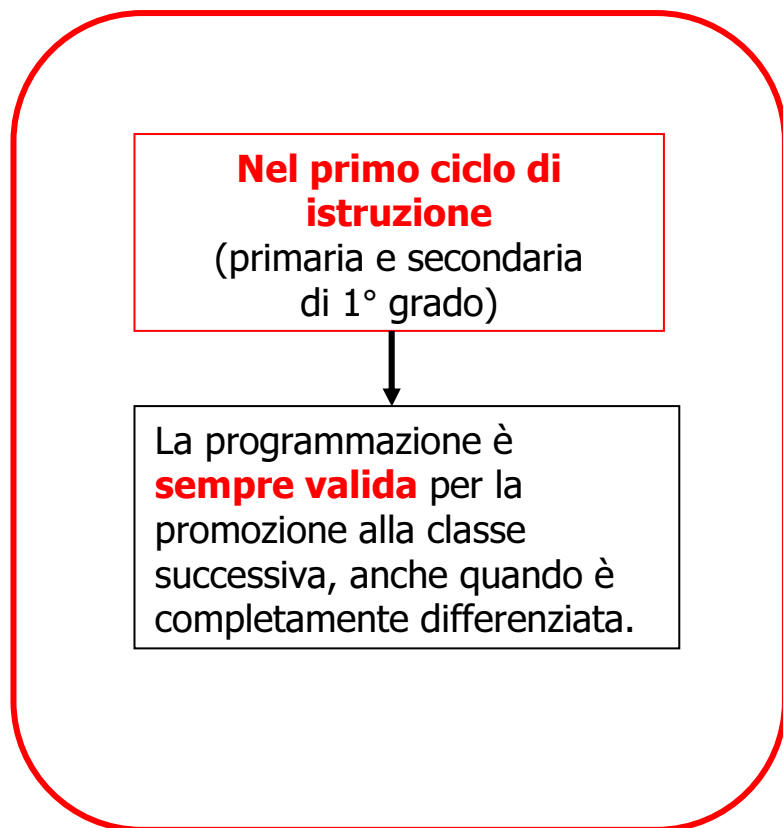 Nel primo ciclo di
istruzione
(primaria e secondaria
di 1° grado)
La programmazione è
sempre valida per la
promozione alla classe
successiva, anche quando è
completamente differenziata.